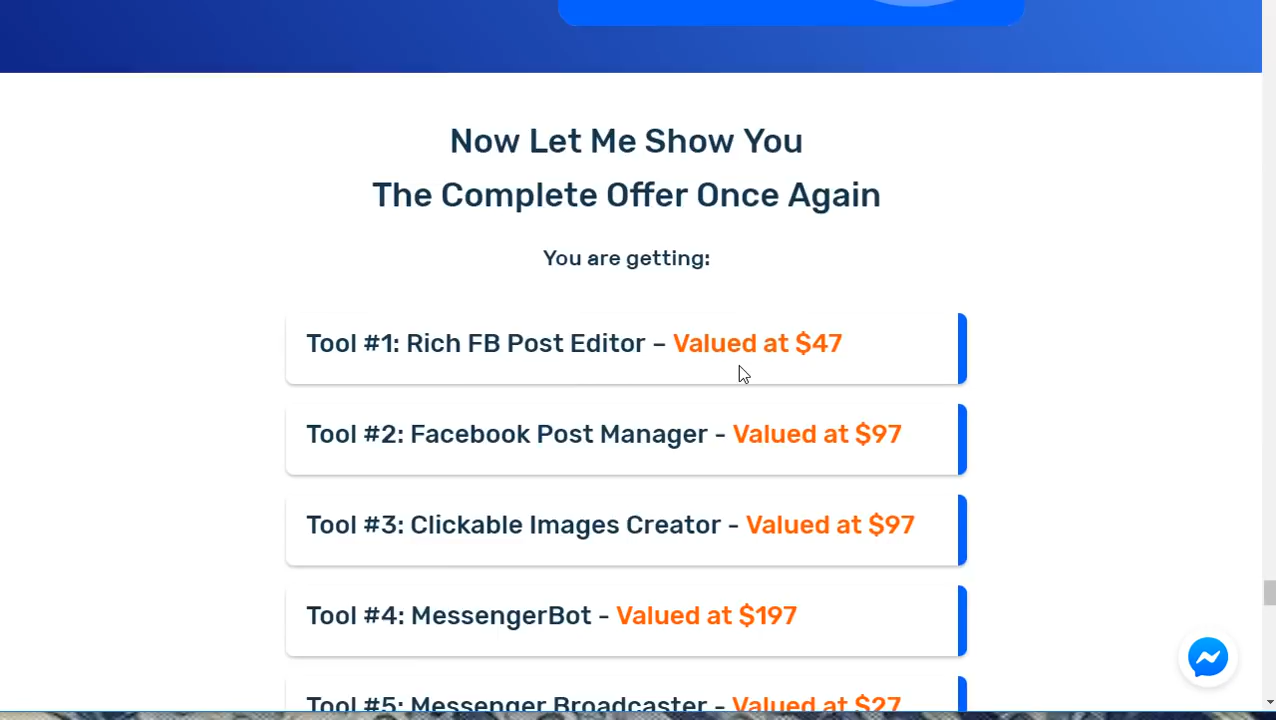 Now Let Me Show You
The Complete Offer Once Again
You are getting:
Tool #1: Rich FB Post Editor – Valued at $47
Tool #2: Facebook Post Manager - Valued at $97
Tool #3: Clickable Images Creator - Valued at $97
Tool #4: MessengerBot - Valued at $197
Tool #5: Messenger Broadcaster - Valued at $27